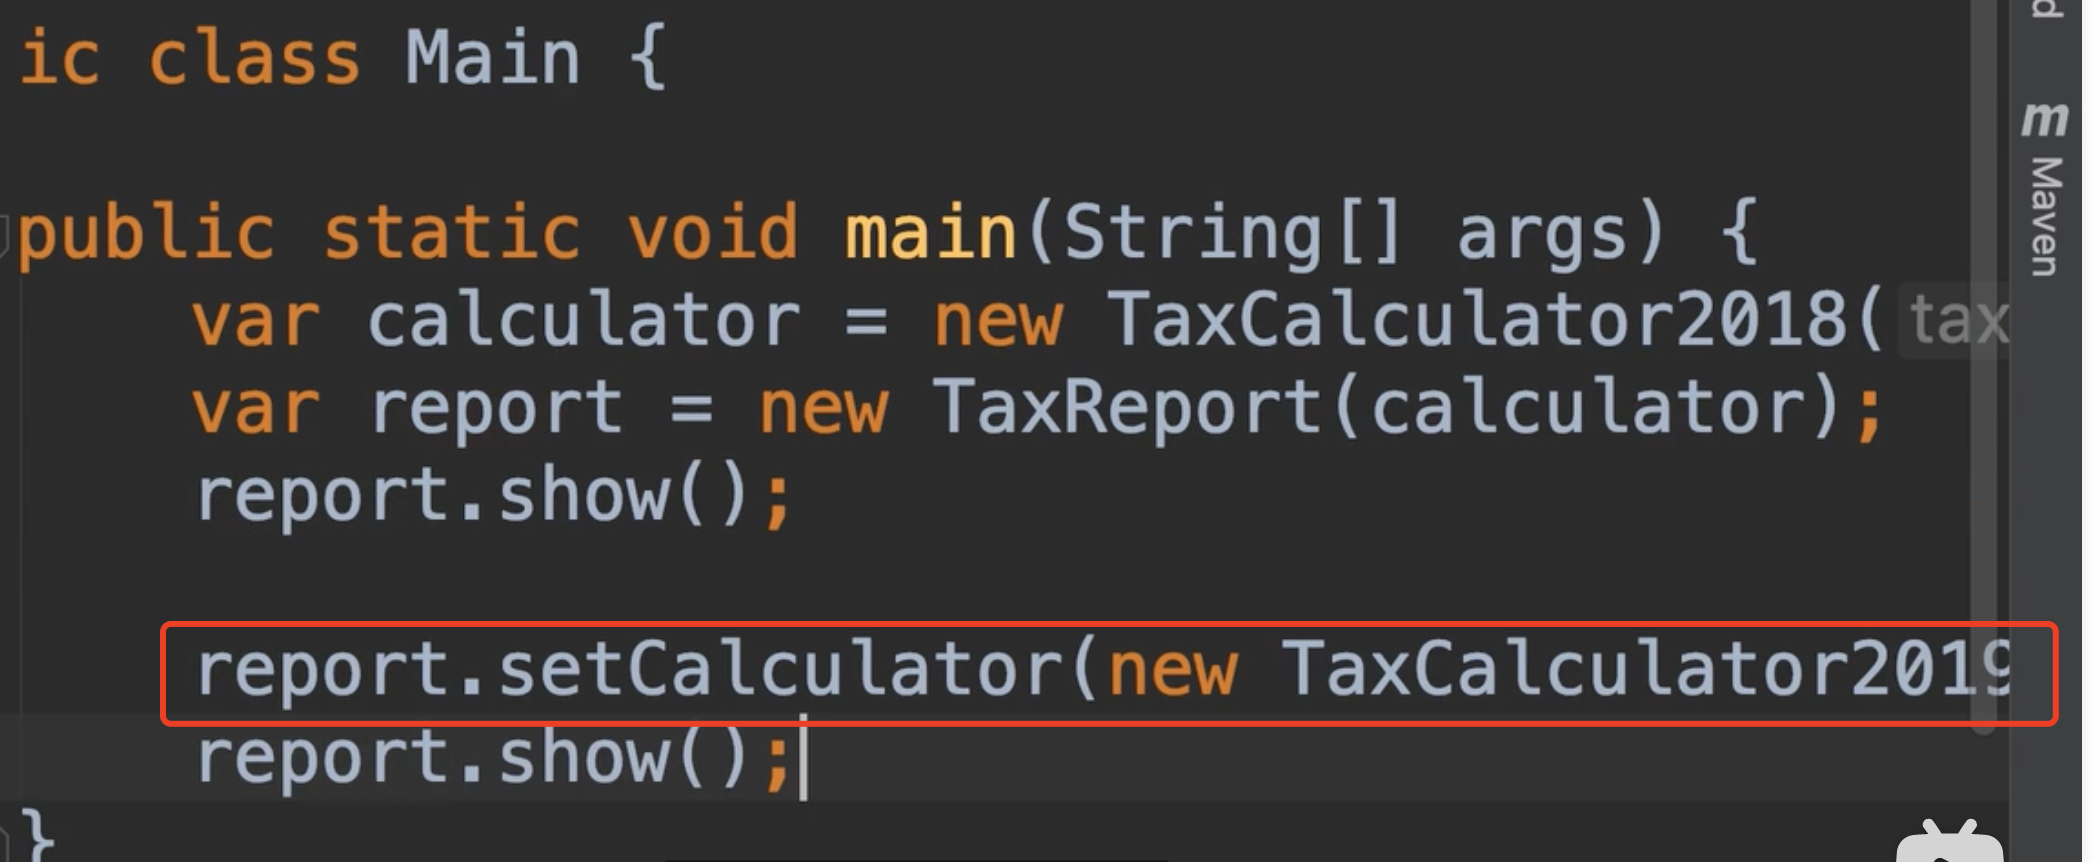 ic class Main {
public static void main(String[] args) {
var calculator = new TaxCalculator2018( tax
var report = new TaxReport(calculator);
report.show();
report.setCalculator(new TaxCalculator2019
report.show();
}
d
m Maven